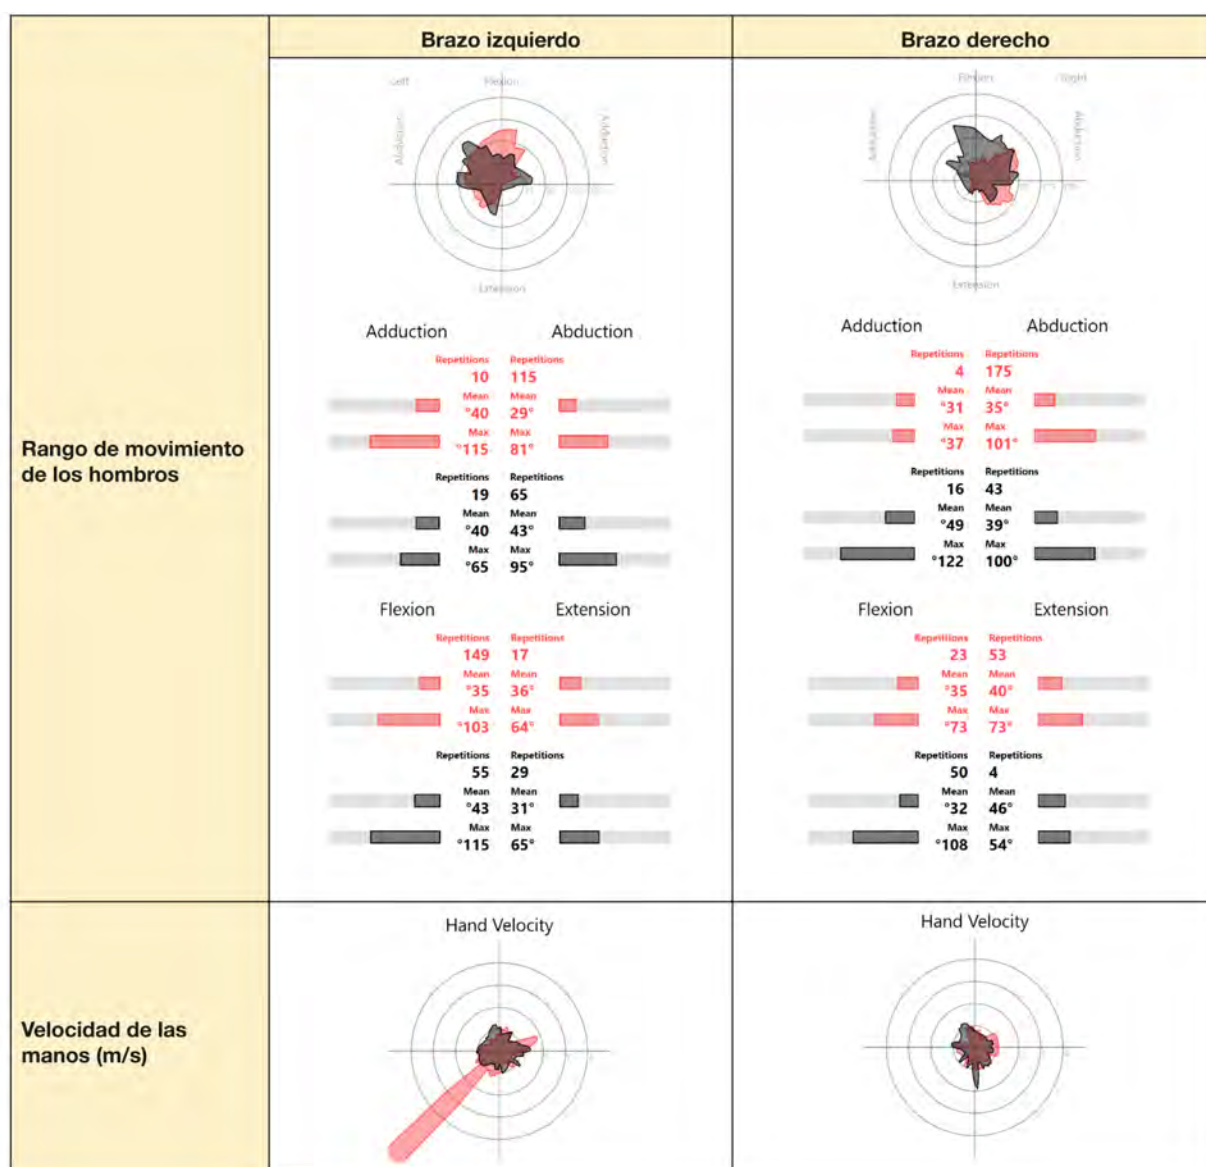 Brazo izquierdo
Brazo derecho
Rango de movimiento
de los hombros
Left
Flexion
Abduction
Adduction
Extension
Adduction Abduction
Repetitions Repetitions
10 115
Mean Mean
°40 29°
Max Max
°115 81°
Repetitions Repetitions
19 65
Mean Mean
°40 43°
Max Max
°65 95°
Flexion Extension
Repetitions Repetitions
149 17
Mean Mean
°35 36°
Max Max
°103 64°
Repetitions Repetitions
55 29
Mean Mean
°43 31°
Max Max
°115 65°
Flexion
Right
Adduction
Abduction
Extension
Adduction Abduction
Repetitions Repetitions
4 175
Mean Mean
°31 35°
Max Max
°37 101°
Repetitions Repetitions
16 43
Mean Mean
°49 39°
Max Max
°122 100°
Flexion Extension
Repetitions Repetitions
23 53
Mean Mean
°35 40°
Max Max
°73 73°
Repetitions Repetitions
50 4
Mean Mean
°32 46°
Max Max
°108 54°
Velocidad de las
manos (m/s)
Hand Velocity
Hand Velocity